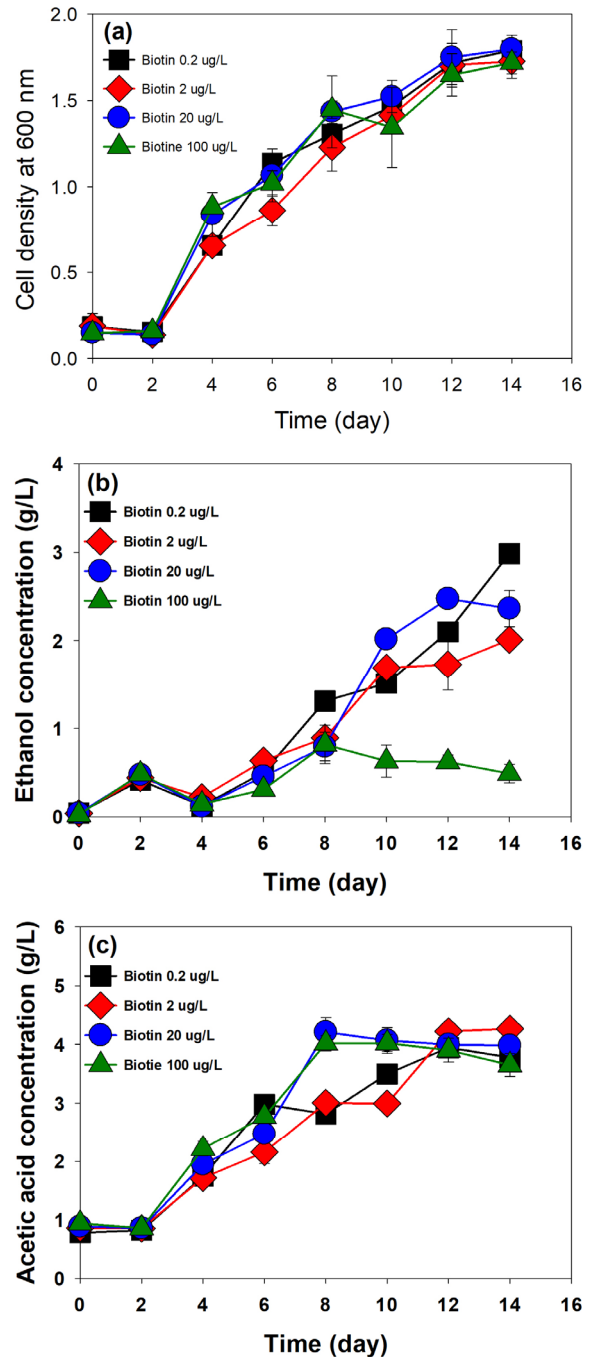 (a)
Biotin 0.2 ug/L
Biotin 2 ug/L
Biotin 20 ug/L
Biotine 100 ug/L
Cell density at 600 nm
2.0
1.5
1.0
0.5
0.0
0 2 4 6 8 10 12 14 16
Time (day)
(b)
Biotin 0.2 ug/L
Biotin 2 ug/L
Biotin 20 ug/L
Biotin 100 ug/L
Ethanol concentration (g/L)
4
3
2
1
0
0 2 4 6 8 10 12 14 16
Time (day)
(c)
Biotin 0.2 ug/L
Biotin 2 ug/L
Biotin 20 ug/L
Biotie 100 ug/L
Acetic acid concentration (g/L)
6
5
4
3
2
1
0
0 2 4 6 8 10 12 14 16
Time (day)